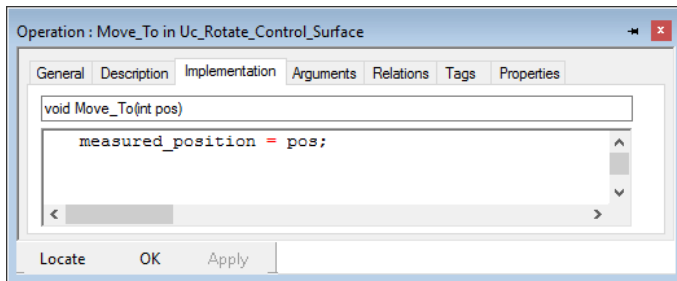 Operation : Move_To in Uc_Rotate_Control_Surface
General Description Implementation Arguments Relations Tags Properties
void Move_To(int pos)
measured_position = pos;
Locate OK Apply